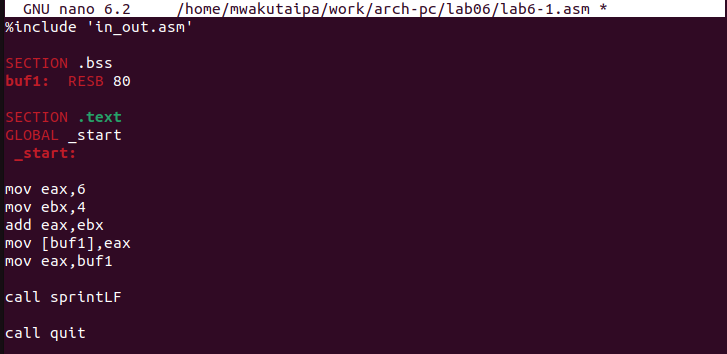 GNU nano 6.2 /home/mwakutaipa/work/arch-pc/lab06/lab6-1.asm *
%include 'in_out.asm'
SECTION .bss
buf1: RESB 80
SECTION .text
GLOBAL _start
_start:
mov eax,6
mov ebx,4
add eax,ebx
mov [buf1],eax
mov eax,buf1
call sprintLF
call quit